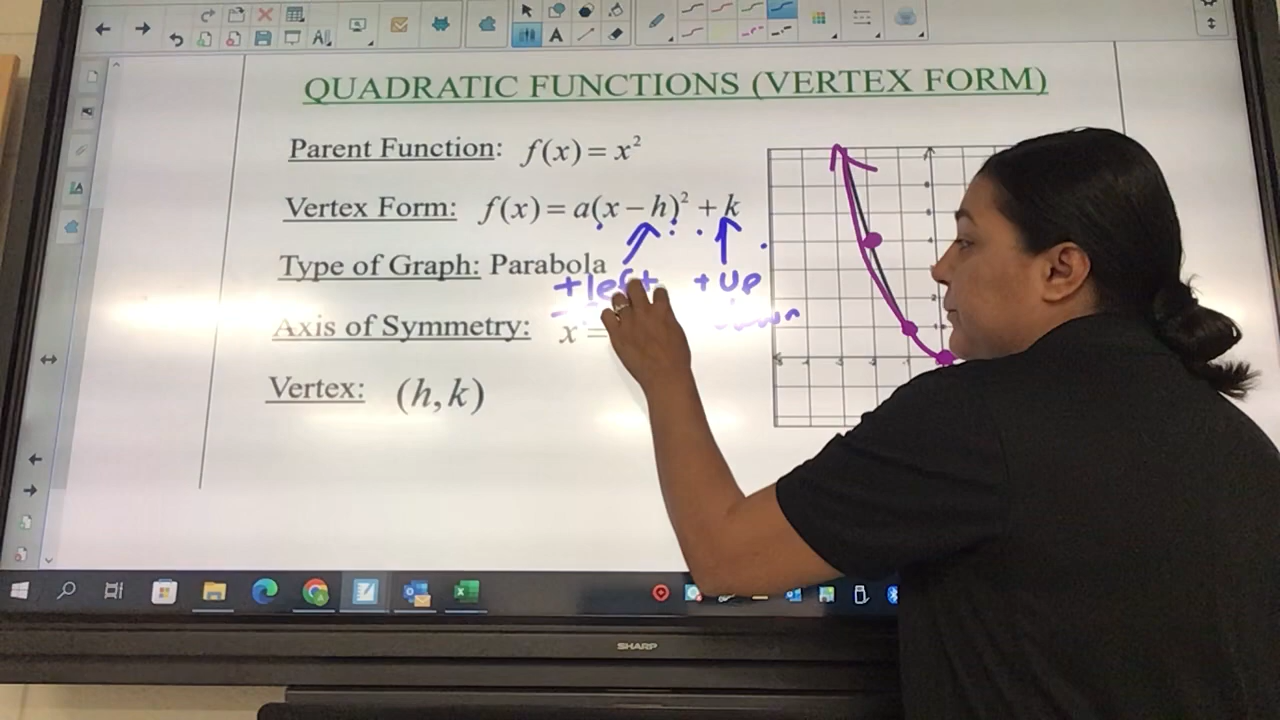 QUADRATIC FUNCTIONS (VERTEX FORM)
Parent Function: f(x) = x²
Vertex Form: f(x) = a(x − h)² + k
Type of Graph: Parabola
+left +up
Axis of Symmetry: x =
Vertex: (h, k)
SHARP